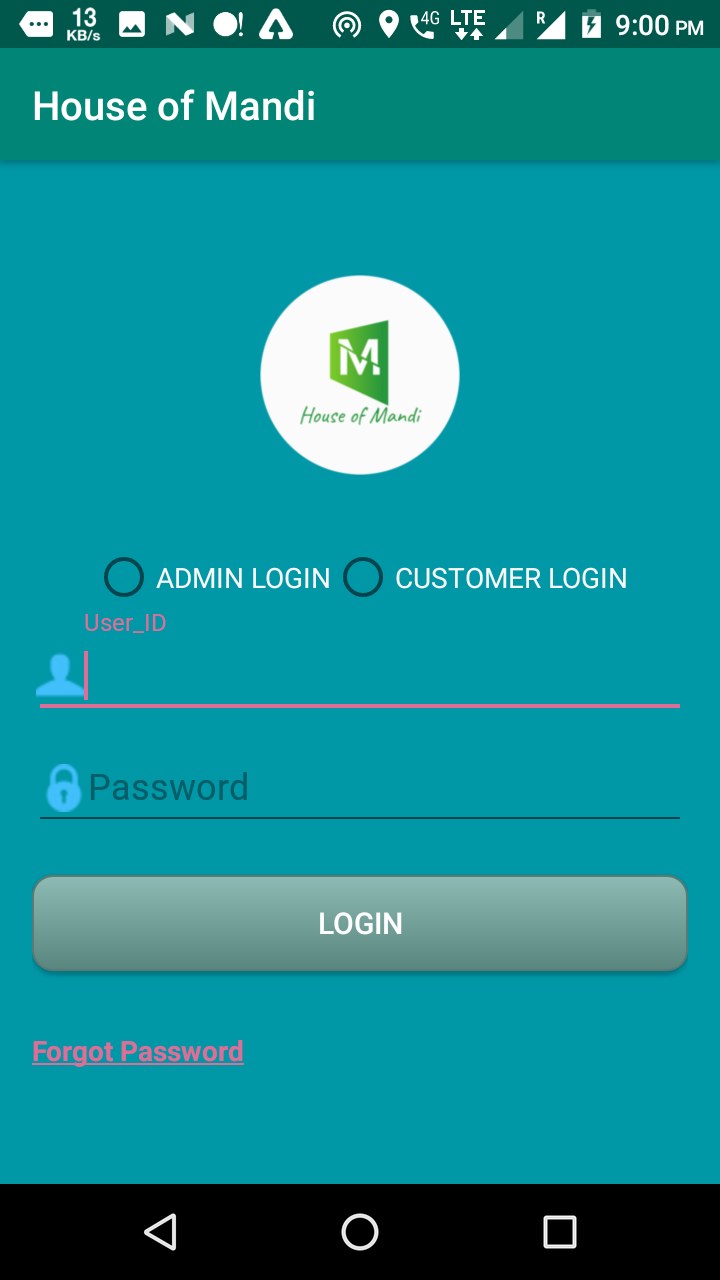 13 KB/s 4G LTE R 9:00 PM
House of Mandi
M
House of Mandi
ADMIN LOGIN CUSTOMER LOGIN
User_ID
Password
LOGIN
Forgot Password